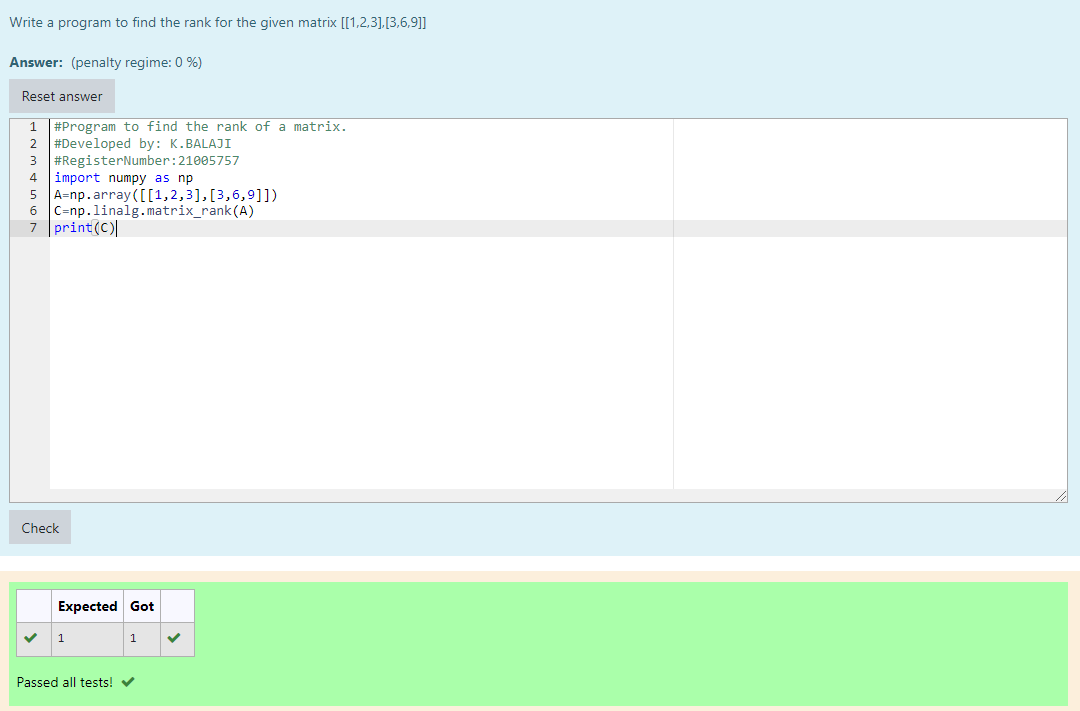 Write a program to find the rank for the given matrix [[1,2,3],[3,6,9]]
Answer: (penalty regime: 0 %)
Reset answer
1 #Program to find the rank of a matrix.
2 #Developed by: K.BALAJI
3 #RegisterNumber:21005757
4 import numpy as np
5 A=np.array([[1,2,3],[3,6,9]])
6 C=np.linalg.matrix_rank(A)
7 print(C)
Check
Expected Got
1 1
Passed all tests!